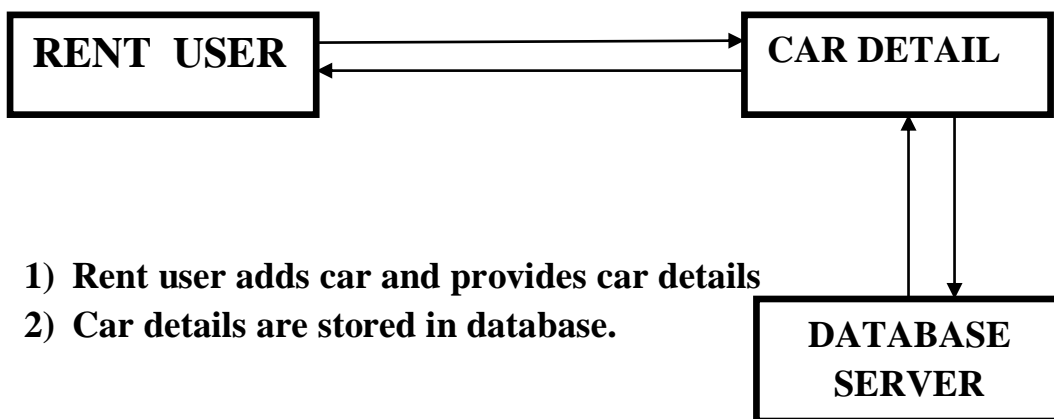 RENT USER
CAR DETAIL
1) Rent user adds car and provides car details
2) Car details are stored in database.
DATABASE
SERVER